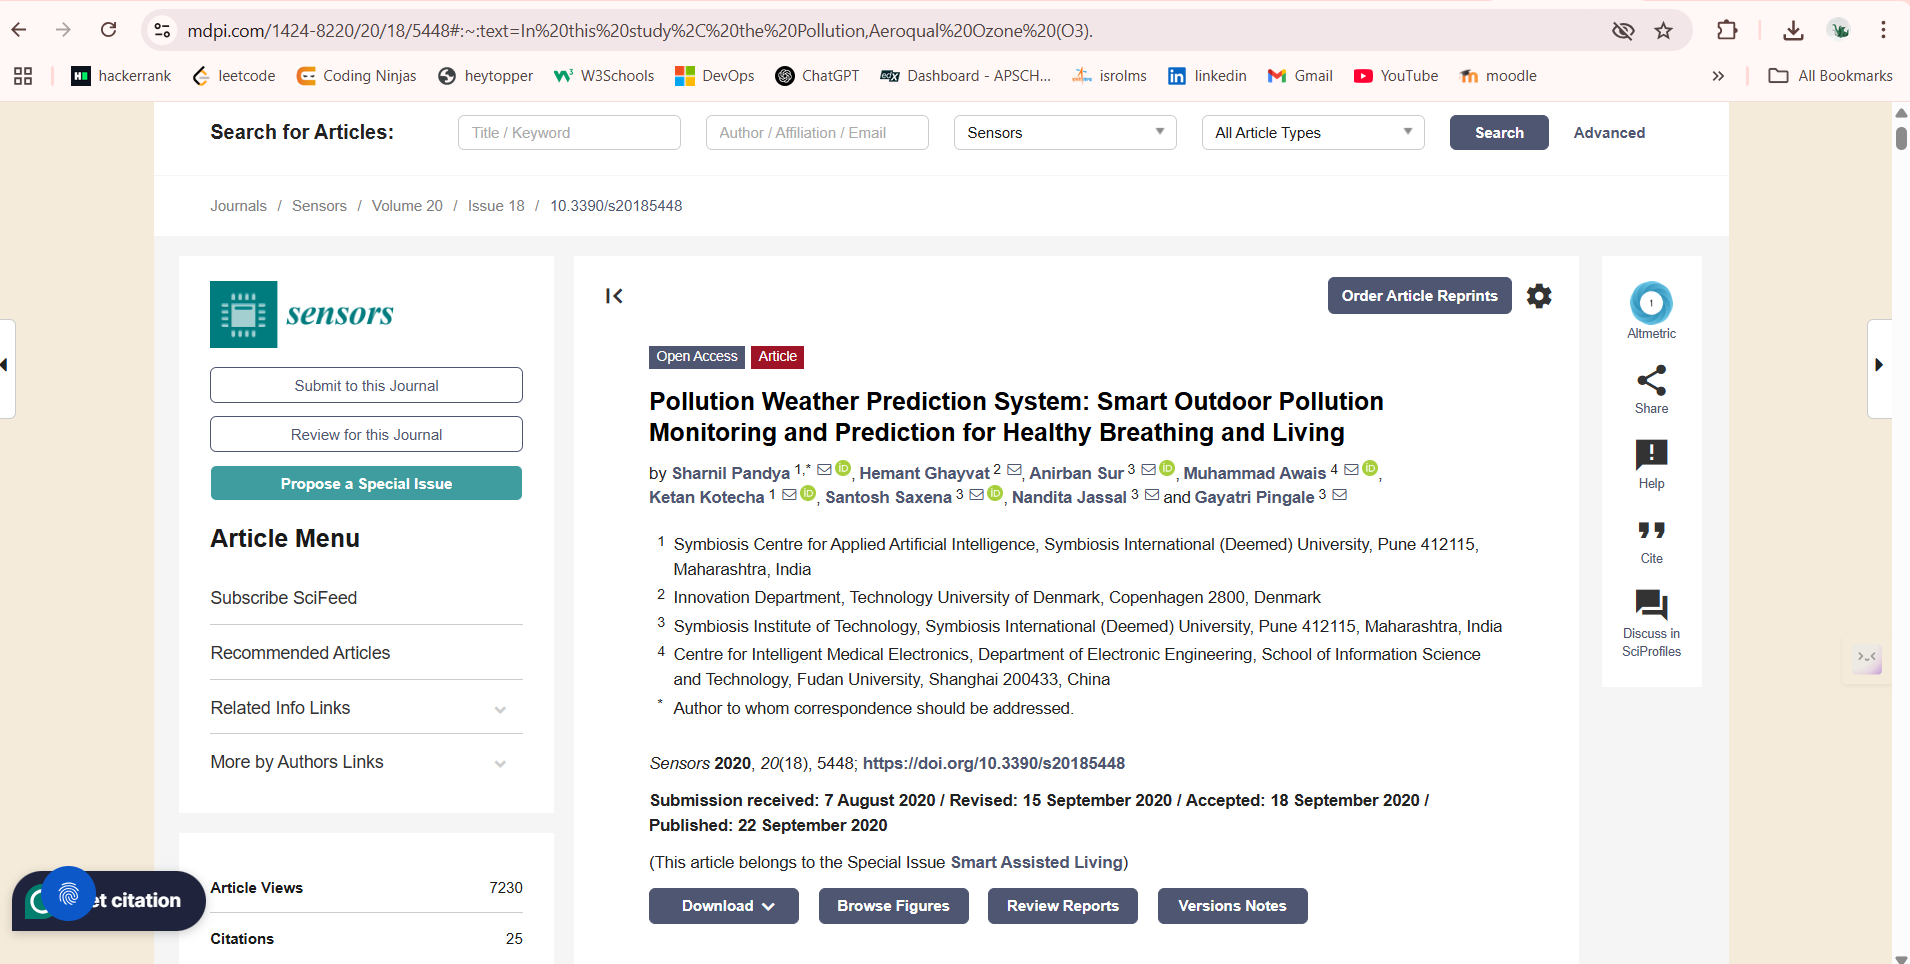 mdpi.com/1424-8220/20/18/5448#:~:text=In%20this%20study%2C%20the%20Pollution,Aeroqual%20Ozone%20(O3).
hackerrank leetcode Coding Ninjas heytopper W3Schools DevOps ChatGPT Dashboard - APSCH... isrolms linkedin Gmail YouTube moodle » All Bookmarks
Search for Articles: Title / Keyword Author / Affiliation / Email Sensors All Article Types Search Advanced
Journals / Sensors / Volume 20 / Issue 18 / 10.3390/s20185448
sensors
Submit to this Journal
Review for this Journal
Propose a Special Issue
Article Menu
Subscribe SciFeed
Recommended Articles
Related Info Links
More by Authors Links
Article Views 7230
Citations 25
et citation
Order Article Reprints
Open Access Article
Pollution Weather Prediction System: Smart Outdoor Pollution
Monitoring and Prediction for Healthy Breathing and Living
by Sharnil Pandya 1,* , Hemant Ghayvat 2 , Anirban Sur 3 , Muhammad Awais 4 ,
Ketan Kotecha 1 , Santosh Saxena 3 , Nandita Jassal 3 and Gayatri Pingale 3
1 Symbiosis Centre for Applied Artificial Intelligence, Symbiosis International (Deemed) University, Pune 412115,
Maharashtra, India
2 Innovation Department, Technology University of Denmark, Copenhagen 2800, Denmark
3 Symbiosis Institute of Technology, Symbiosis International (Deemed) University, Pune 412115, Maharashtra, India
4 Centre for Intelligent Medical Electronics, Department of Electronic Engineering, School of Information Science
and Technology, Fudan University, Shanghai 200433, China
* Author to whom correspondence should be addressed.
Sensors 2020, 20(18), 5448; https://doi.org/10.3390/s20185448
Submission received: 7 August 2020 / Revised: 15 September 2020 / Accepted: 18 September 2020 /
Published: 22 September 2020
(This article belongs to the Special Issue Smart Assisted Living)
Download Browse Figures Review Reports Versions Notes
1
Altmetric
Share
Help
Cite
Discuss in
SciProfiles